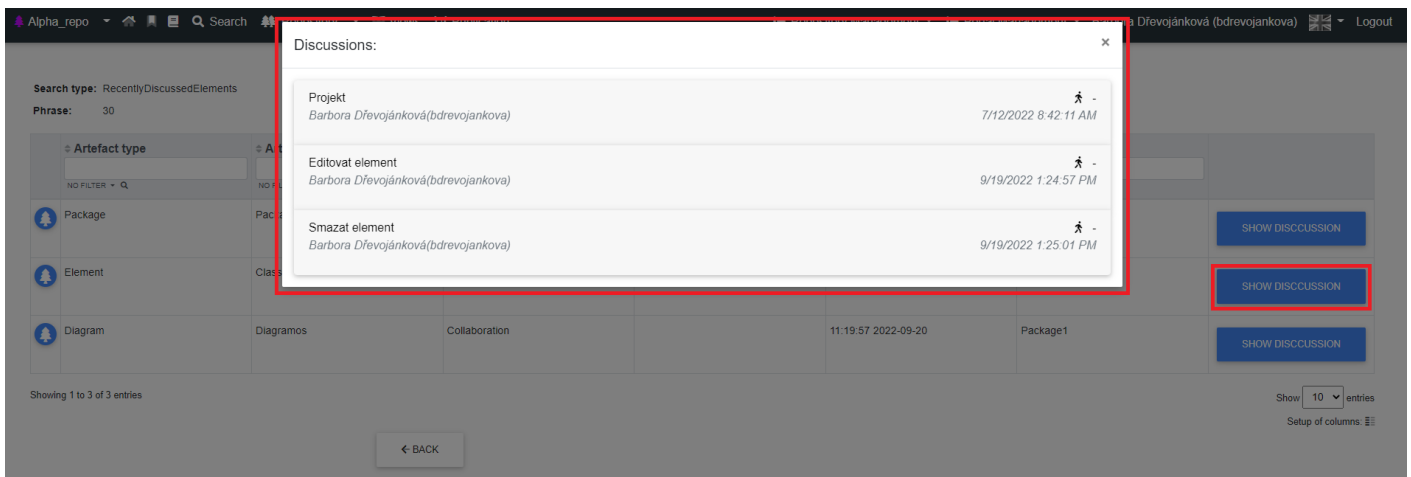 Alpha_repo
Search
Barbora Dřevojánková (bdrevojankova)
Logout
Discussions:
×
Projekt
-
Barbora Dřevojánková(bdrevojankova)
7/12/2022 8:42:11 AM
Editovat element
-
Barbora Dřevojánková(bdrevojankova)
9/19/2022 1:24:57 PM
Smazat element
-
Barbora Dřevojánková(bdrevojankova)
9/19/2022 1:25:01 PM
Search type: RecentlyDiscussedElements
Phrase: 30
Artefact type
NO FILTER
Package
SHOW DISCCUSSION
Element
SHOW DISCCUSSION
Diagram
Diagramos
Collaboration
11:19:57 2022-09-20
Package1
SHOW DISCCUSSION
Showing 1 to 3 of 3 entries
Show 10 entries
Setup of columns:
BACK